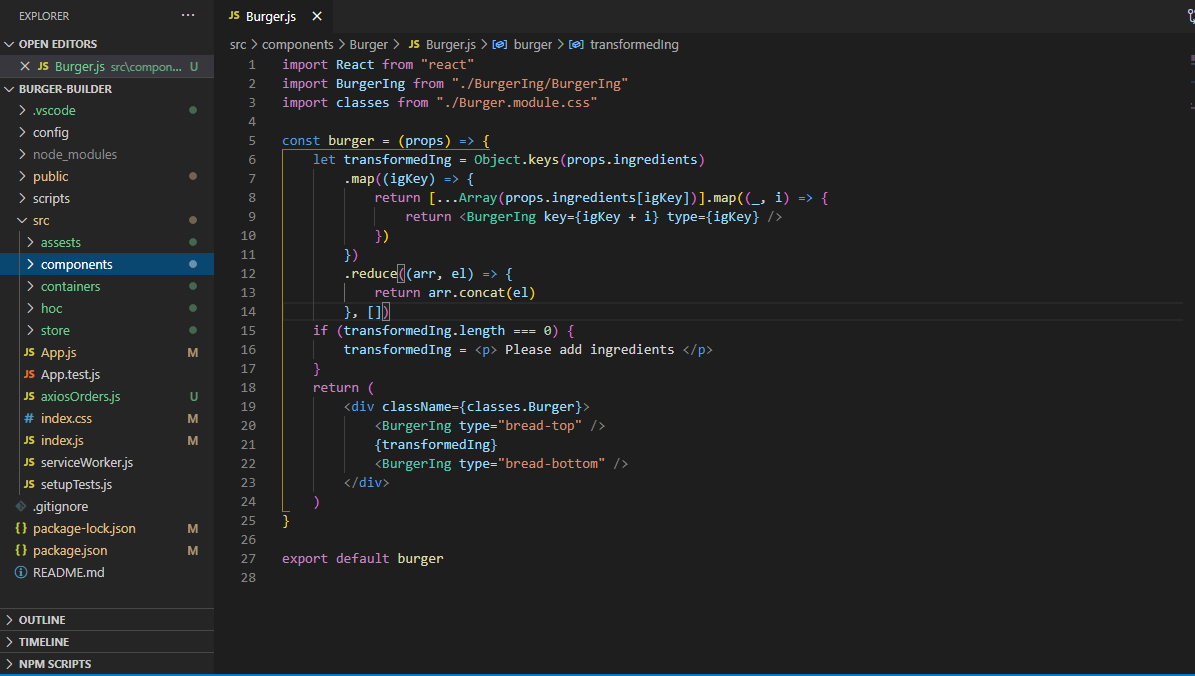 EXPLORER
OPEN EDITORS
JS Burger.js src\compon... U
BURGER-BUILDER
.vscode
config
node_modules
public
scripts
src
assests
components
containers
hoc
store
JS App.js M
JS App.test.js
JS axiosOrders.js U
# index.css M
JS index.js M
JS serviceWorker.js
JS setupTests.js
.gitignore
{} package-lock.json M
{} package.json M
README.md
OUTLINE
TIMELINE
NPM SCRIPTS
JS Burger.js
src > components > Burger > JS Burger.js > burger > transformedIng
1 import React from "react"
2 import BurgerIng from "./BurgerIng/BurgerIng"
3 import classes from "./Burger.module.css"
4
5 const burger = (props) => {
6 let transformedIng = Object.keys(props.ingredients)
7 .map((igKey) => {
8 return [...Array(props.ingredients[igKey])].map((_, i) => {
9 return <BurgerIng key={igKey + i} type={igKey} />
10 })
11 })
12 .reduce((arr, el) => {
13 return arr.concat(el)
14 }, [])
15 if (transformedIng.length === 0) {
16 transformedIng = <p> Please add ingredients </p>
17 }
18 return (
19 <div className={classes.Burger}>
20 <BurgerIng type="bread-top" />
21 {transformedIng}
22 <BurgerIng type="bread-bottom" />
23 </div>
24 )
25 }
26
27 export default burger
28